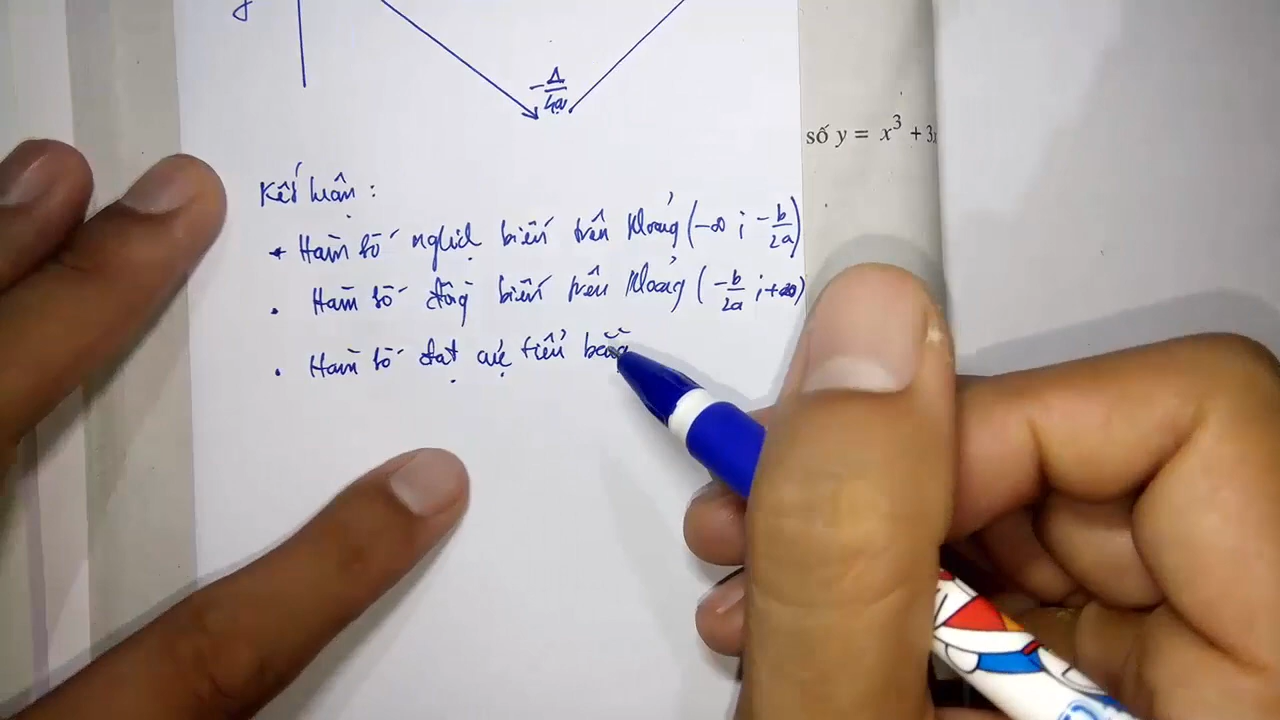 y
-Δ/4a
số y = x³ + 3x
Kết luận :
• Hàm số nghịch biến trên khoảng (-∞ ; -b/2a)
• Hàm số đồng biến trên khoảng (-b/2a ; +∞)
• Hàm số đạt cực tiểu bằng